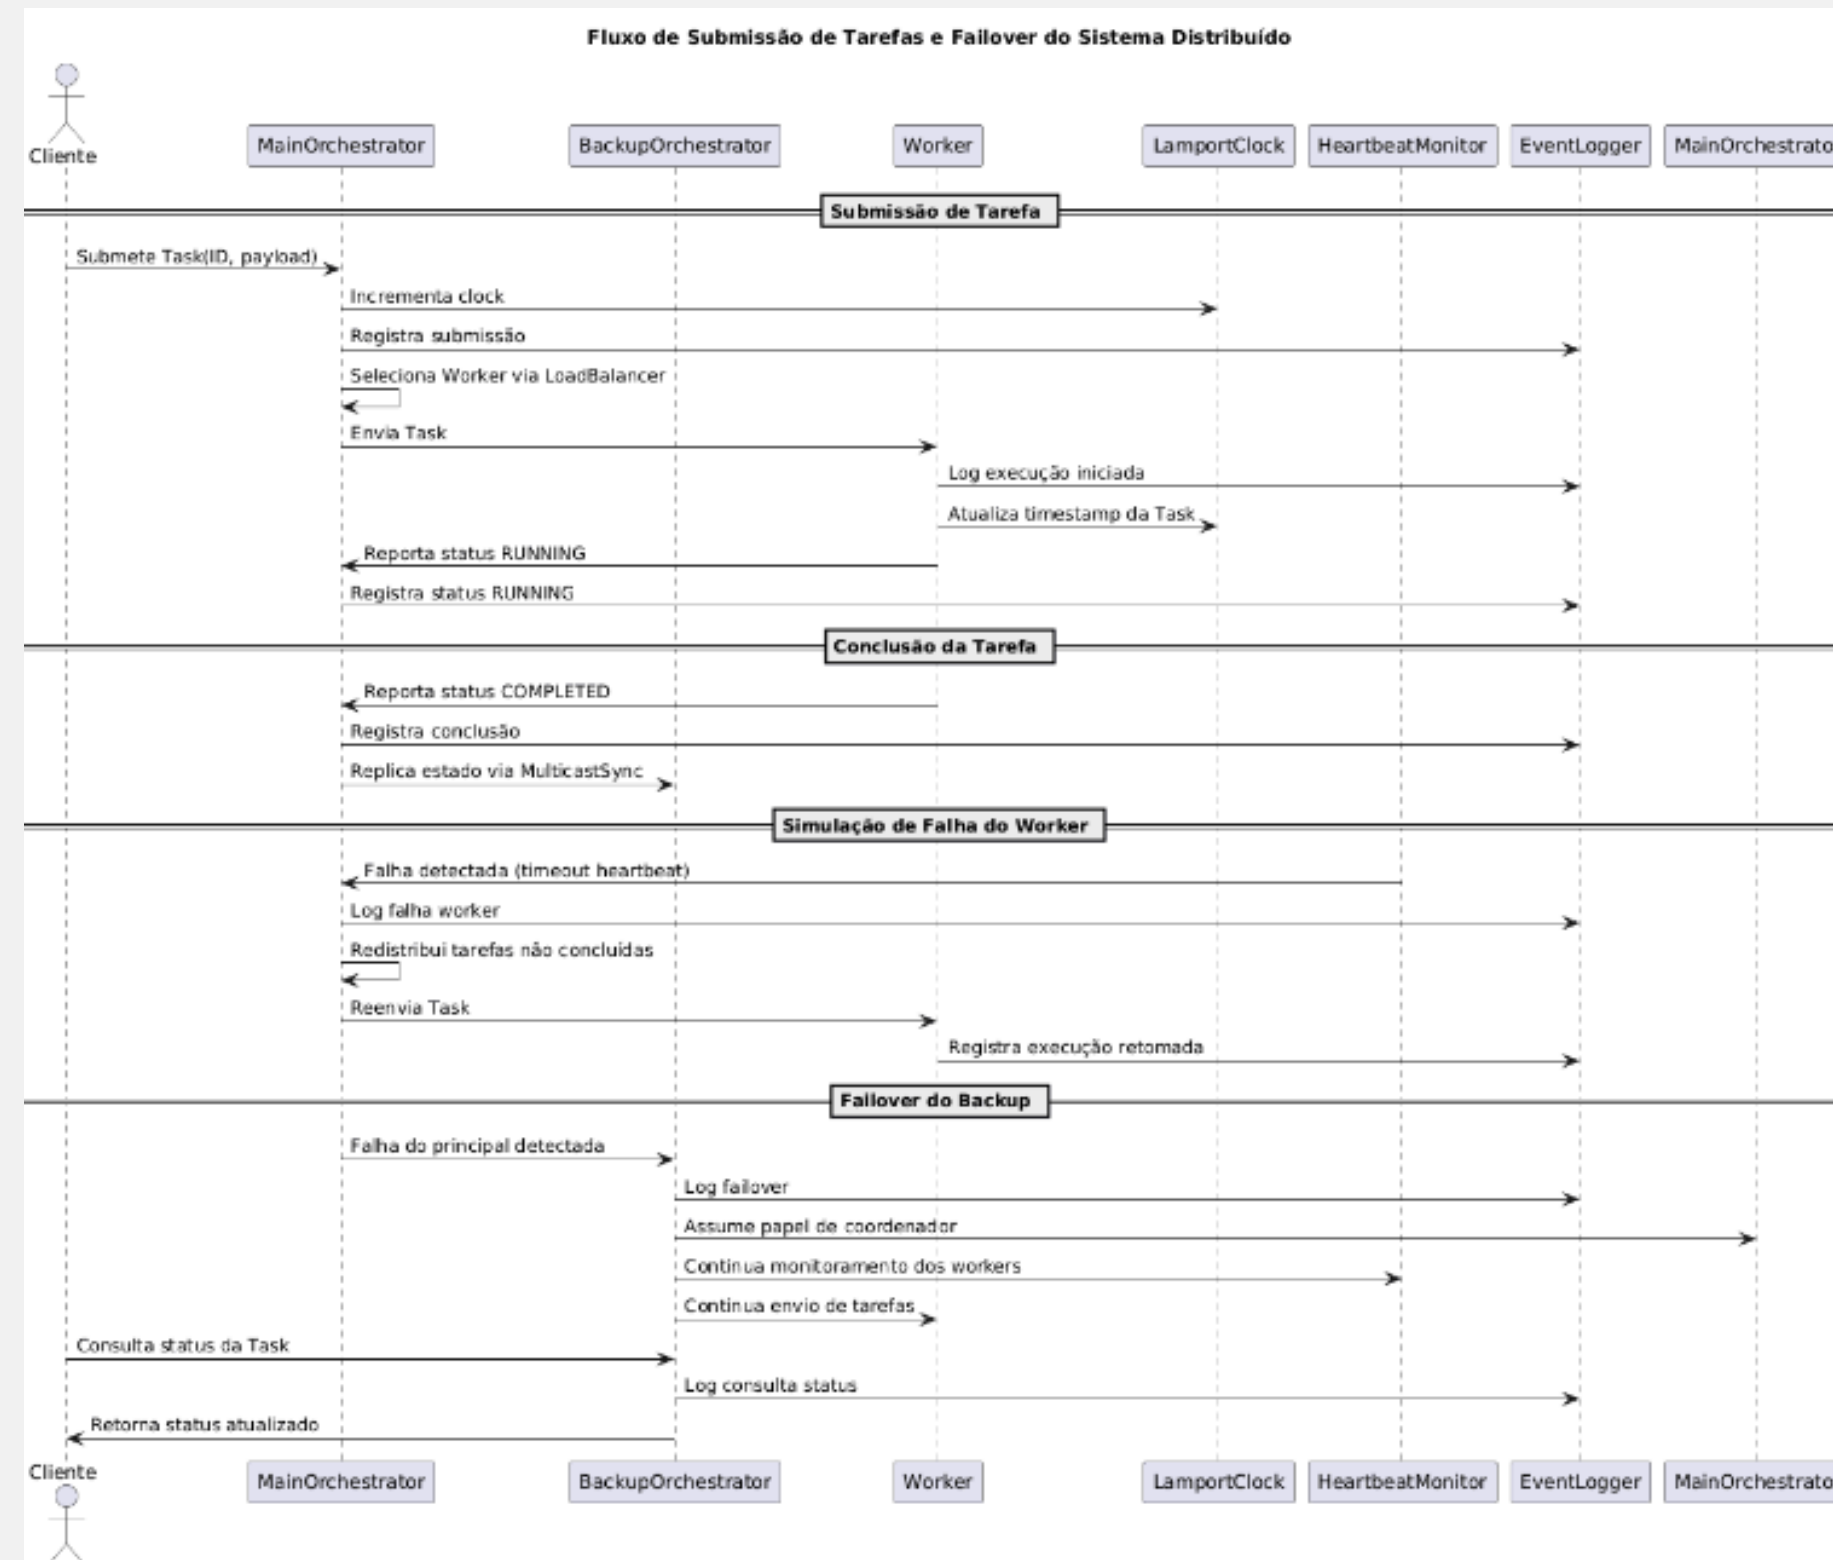 Fluxo de Submissão de Tarefas e Failover do Sistema Distribuído
Cliente
MainOrchestrator
BackupOrchestrator
Worker
LamportClock
HeartbeatMonitor
EventLogger
MainOrchestrato
Submissão de Tarefa
Submete Task(ID, payload)
Incrementa clock
Registra submissão
Seleciona Worker via LoadBalancer
Envia Task
Log execução iniciada
Atualiza timestamp da Task
Reporta status RUNNING
Registra status RUNNING
Conclusão da Tarefa
Reporta status COMPLETED
Registra conclusão
Replica estado via MulticastSync
Simulação de Falha do Worker
Falha detectada (timeout heartbeat)
Log falha worker
Redistribui tarefas não concluídas
Reenvia Task
Registra execução retomada
Failover do Backup
Falha do principal detectada
Log failover
Assume papel de coordenador
Continua monitoramento dos workers
Continua envio de tarefas
Consulta status da Task
Log consulta status
Retorna status atualizado
Cliente
MainOrchestrator
BackupOrchestrator
Worker
LamportClock
HeartbeatMonitor
EventLogger
MainOrchestrato